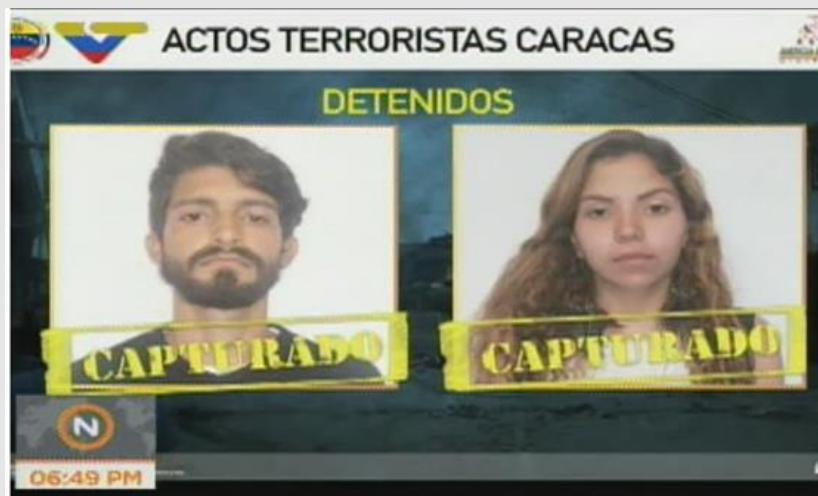 ACTOS TERRORISTAS CARACAS
DETENIDOS
CAPTURADO
CAPTURADO
N
06:49 PM